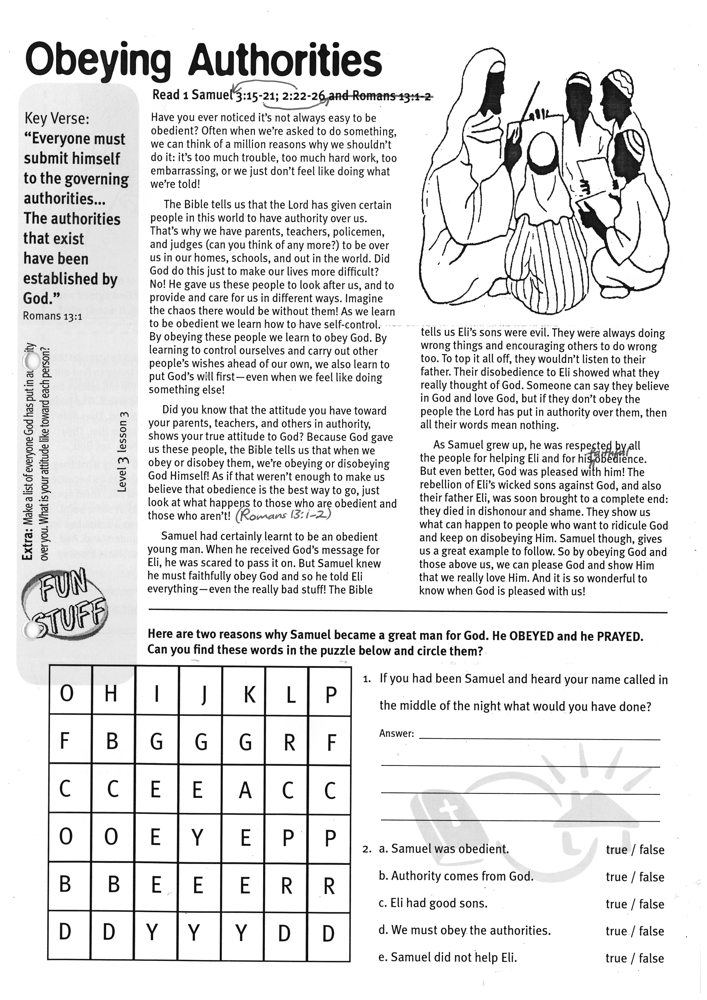 Obeying Authorities
Read 1 Samuel 3:15-21; 2:22-26 and Romans 13:1-2
Key Verse:
“Everyone must
submit himself
to the governing
authorities...
The authorities
that exist
have been
established by
God.”
Romans 13:1
Extra: Make a list of everyone God has put in au ity
over you. What is your attitude like toward each person?
Level 3 lesson 3
FUN
STUFF
Have you ever noticed it’s not always easy to be
obedient? Often when we’re asked to do something,
we can think of a million reasons why we shouldn’t
do it: it’s too much trouble, too much hard work, too
embarrassing, or we just don’t feel like doing what
we’re told!
The Bible tells us that the Lord has given certain
people in this world to have authority over us.
That’s why we have parents, teachers, policemen,
and judges (can you think of any more?) to be over
us in our homes, schools, and out in the world. Did
God do this just to make our lives more difficult?
No! He gave us these people to look after us, and to
provide and care for us in different ways. Imagine
the chaos there would be without them! As we learn
to be obedient we learn how to have self-control.
By obeying these people we learn to obey God. By
learning to control ourselves and carry out other
people’s wishes ahead of our own, we also learn to
put God’s will first—even when we feel like doing
something else!
Did you know that the attitude you have toward
your parents, teachers, and others in authority,
shows your true attitude to God? Because God gave
us these people, the Bible tells us that when we
obey or disobey them, we’re obeying or disobeying
God Himself! As if that weren’t enough to make us
believe that obedience is the best way to go, just
look at what happens to those who are obedient and
those who aren’t! (Romans 13:1-2)
Samuel had certainly learnt to be an obedient
young man. When he received God’s message for
Eli, he was scared to pass it on. But Samuel knew
he must faithfully obey God and so he told Eli
everything—even the really bad stuff! The Bible
tells us Eli’s sons were evil. They were always doing
wrong things and encouraging others to do wrong
too. To top it all off, they wouldn’t listen to their
father. Their disobedience to Eli showed what they
really thought of God. Someone can say they believe
in God and love God, but if they don’t obey the
people the Lord has put in authority over them, then
all their words mean nothing.
As Samuel grew up, he was respected by all
the people for helping Eli and for his faithful obedience.
But even better, God was pleased with him! The
rebellion of Eli’s wicked sons against God, and also
their father Eli, was soon brought to a complete end:
they died in dishonour and shame. They show us
what can happen to people who want to ridicule God
and keep on disobeying Him. Samuel though, gives
us a great example to follow. So by obeying God and
those above us, we can please God and show Him
that we really love Him. And it is so wonderful to
know when God is pleased with us!
Here are two reasons why Samuel became a great man for God. He OBEYED and he PRAYED.
Can you find these words in the puzzle below and circle them?
O H I J K L P
F B G G G R F
C C E E A C C
O O E Y E P P
B B E E E R R
D D Y Y Y D D
1. If you had been Samuel and heard your name called in
the middle of the night what would you have done?
Answer:
2. a. Samuel was obedient. true / false
b. Authority comes from God. true / false
c. Eli had good sons. true / false
d. We must obey the authorities. true / false
e. Samuel did not help Eli. true / false